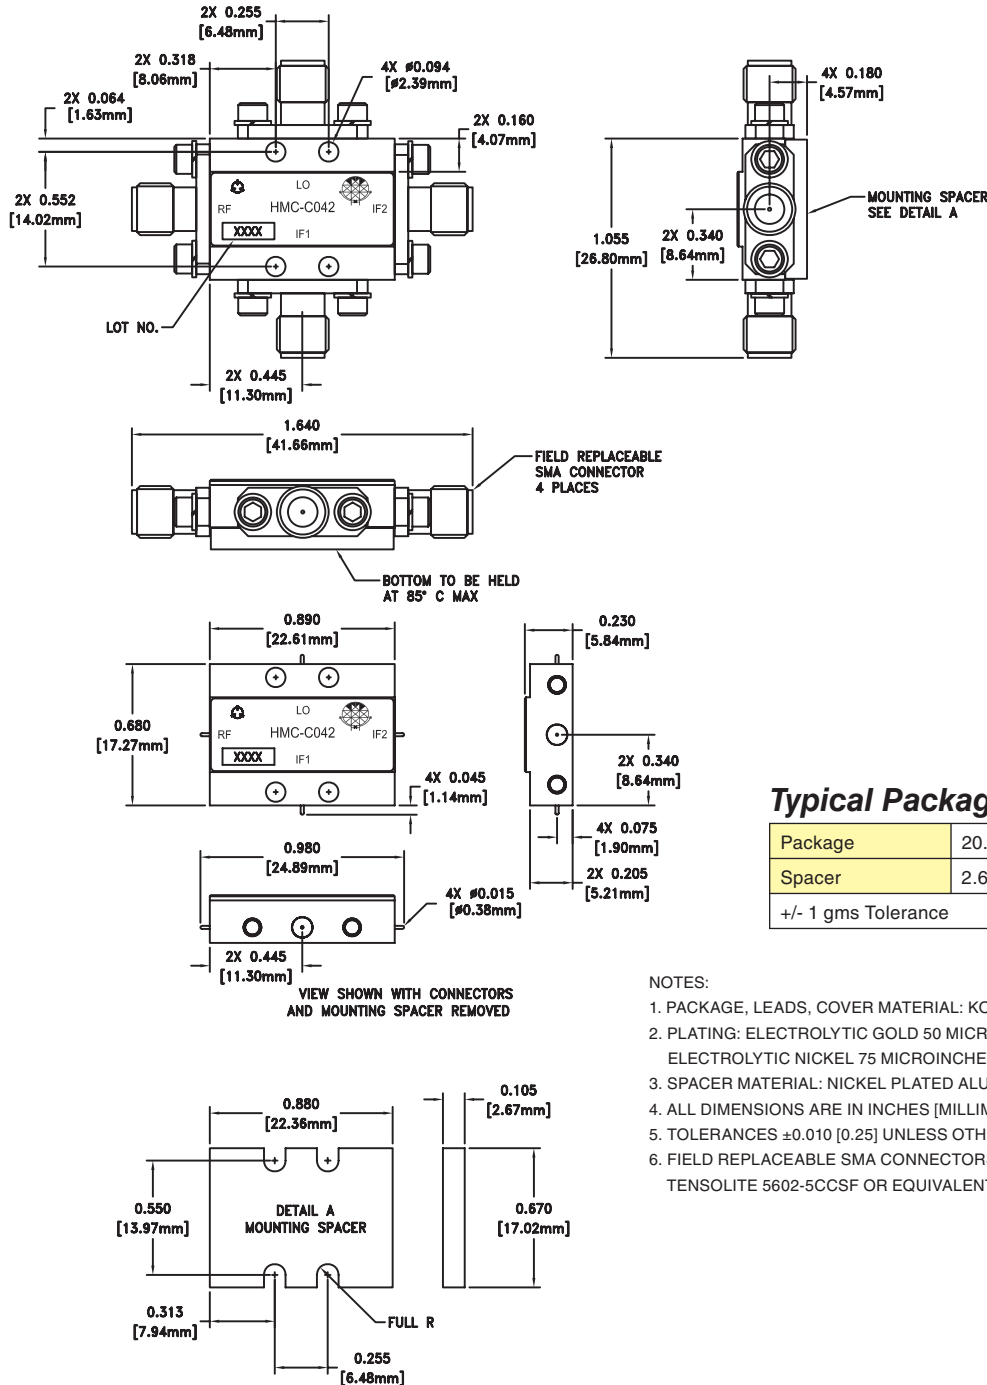 2X 0.255
[6.48mm]
2X 0.318
[8.06mm]
4X ø0.094
[ø2.39mm]
2X 0.064
[1.63mm]
2X 0.160
[4.07mm]
2X 0.552
[14.02mm]
LO
RF
HMC-C042
IF2
XXXX
IF1
LOT NO.
2X 0.445
[11.30mm]
4X 0.180
[4.57mm]
MOUNTING SPACER
SEE DETAIL A
1.055
[26.80mm]
2X 0.340
[8.64mm]
1.640
[41.66mm]
FIELD REPLACEABLE
SMA CONNECTOR
4 PLACES
BOTTOM TO BE HELD
AT 85° C MAX
0.890
[22.61mm]
0.230
[5.84mm]
0.680
[17.27mm]
LO
RF
HMC-C042
IF2
XXXX
IF1
4X 0.045
[1.14mm]
2X 0.340
[8.64mm]
4X 0.075
[1.90mm]
2X 0.205
[5.21mm]
0.980
[24.89mm]
4X ø0.015
[ø0.38mm]
2X 0.445
[11.30mm]
VIEW SHOWN WITH CONNECTORS
AND MOUNTING SPACER REMOVED
Typical Packag
Package 20.
Spacer 2.6
+/- 1 gms Tolerance
NOTES:
1. PACKAGE, LEADS, COVER MATERIAL: KO
2. PLATING: ELECTROLYTIC GOLD 50 MICR
ELECTROLYTIC NICKEL 75 MICROINCHE
3. SPACER MATERIAL: NICKEL PLATED ALU
4. ALL DIMENSIONS ARE IN INCHES [MILLIM
5. TOLERANCES ±0.010 [0.25] UNLESS OTH
6. FIELD REPLACEABLE SMA CONNECTOR
TENSOLITE 5602-5CCSF OR EQUIVALENT
0.880
[22.36mm]
0.105
[2.67mm]
0.550
[13.97mm]
DETAIL A
MOUNTING SPACER
0.670
[17.02mm]
0.313
[7.94mm]
FULL R
0.255
[6.48mm]